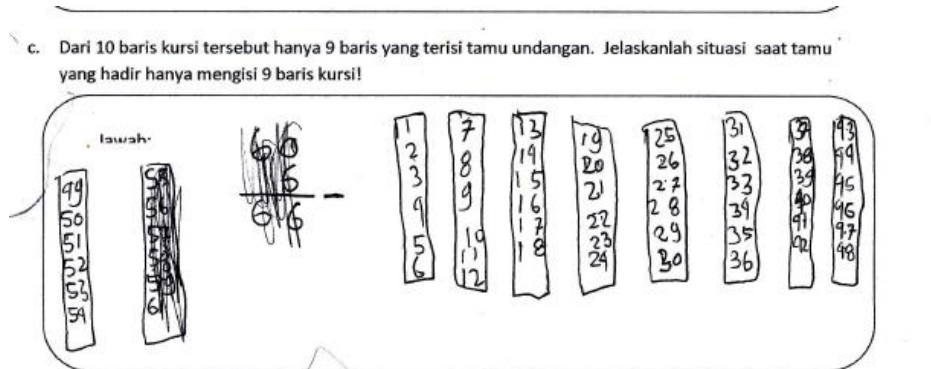 c. Dari 10 baris kursi tersebut hanya 9 baris yang terisi tamu undangan. Jelaskanlah situasi saat tamu
yang hadir hanya mengisi 9 baris kursi!
Jawab:
1 7 13 19 25 31 37 43
2 8 14 20 26 32 38 44
3 9 15 21 27 33 39 45
4 10 16 22 28 34 40 46
5 11 17 23 29 35 41 47
6 12 18 24 30 36 42 48
49
50
51
52
53
54